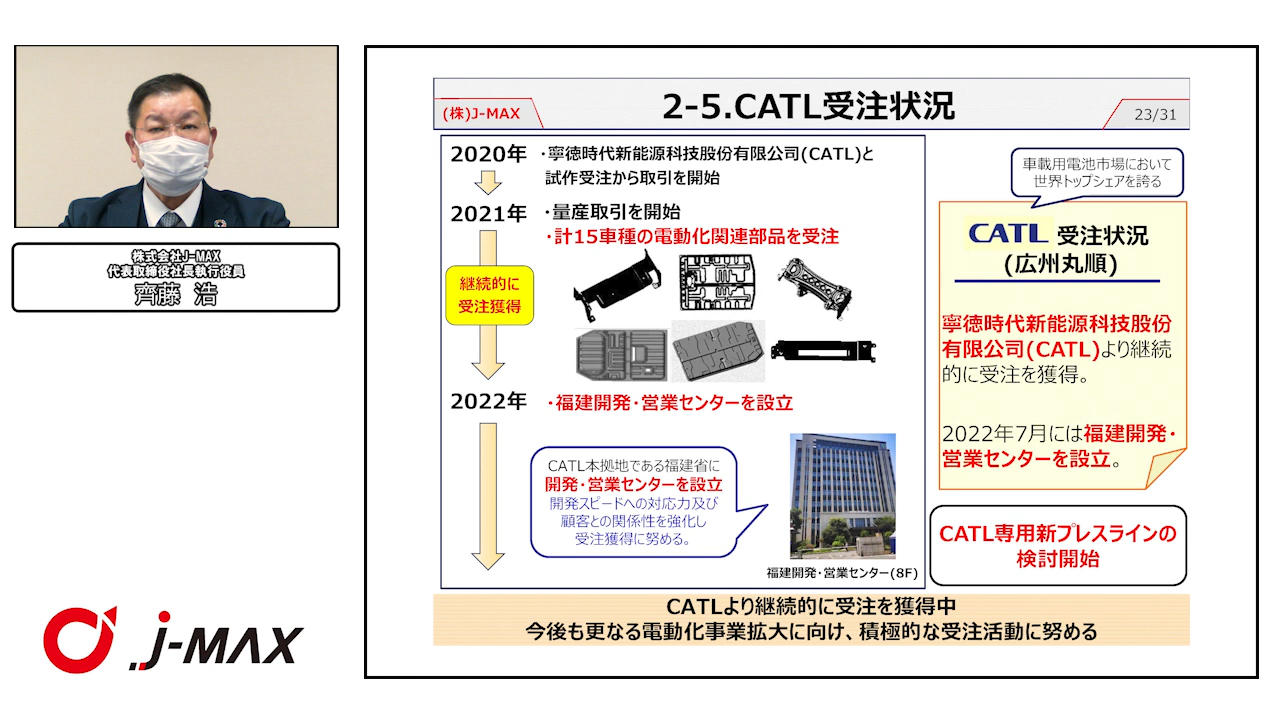 株式会社J-MAX
代表取締役社長執行役員
齊藤 浩
J-MAX
(株)J-MAX
2-5.CATL受注状況
23/31
2020年
・寧徳時代新能源科技股份有限公司(CATL)と
試作受注から取引を開始
2021年
・量産取引を開始
・計15車種の電動化関連部品を受注
継続的に
受注獲得
2022年
・福建開発・営業センターを設立
CATL本拠地である福建省に
開発・営業センターを設立
開発スピードへの対応力及び
顧客との関係性を強化し
受注獲得に努める。
福建開発・営業センター(8F)
車載用電池市場において
世界トップシェアを誇る
CATL 受注状況
(広州丸順)
寧徳時代新能源科技股份
有限公司(CATL)より継続
的に受注を獲得。
2022年7月には福建開発・
営業センターを設立。
CATL専用新プレスラインの
検討開始
CATLより継続的に受注を獲得中
今後も更なる電動化事業拡大に向け、積極的な受注活動に努める